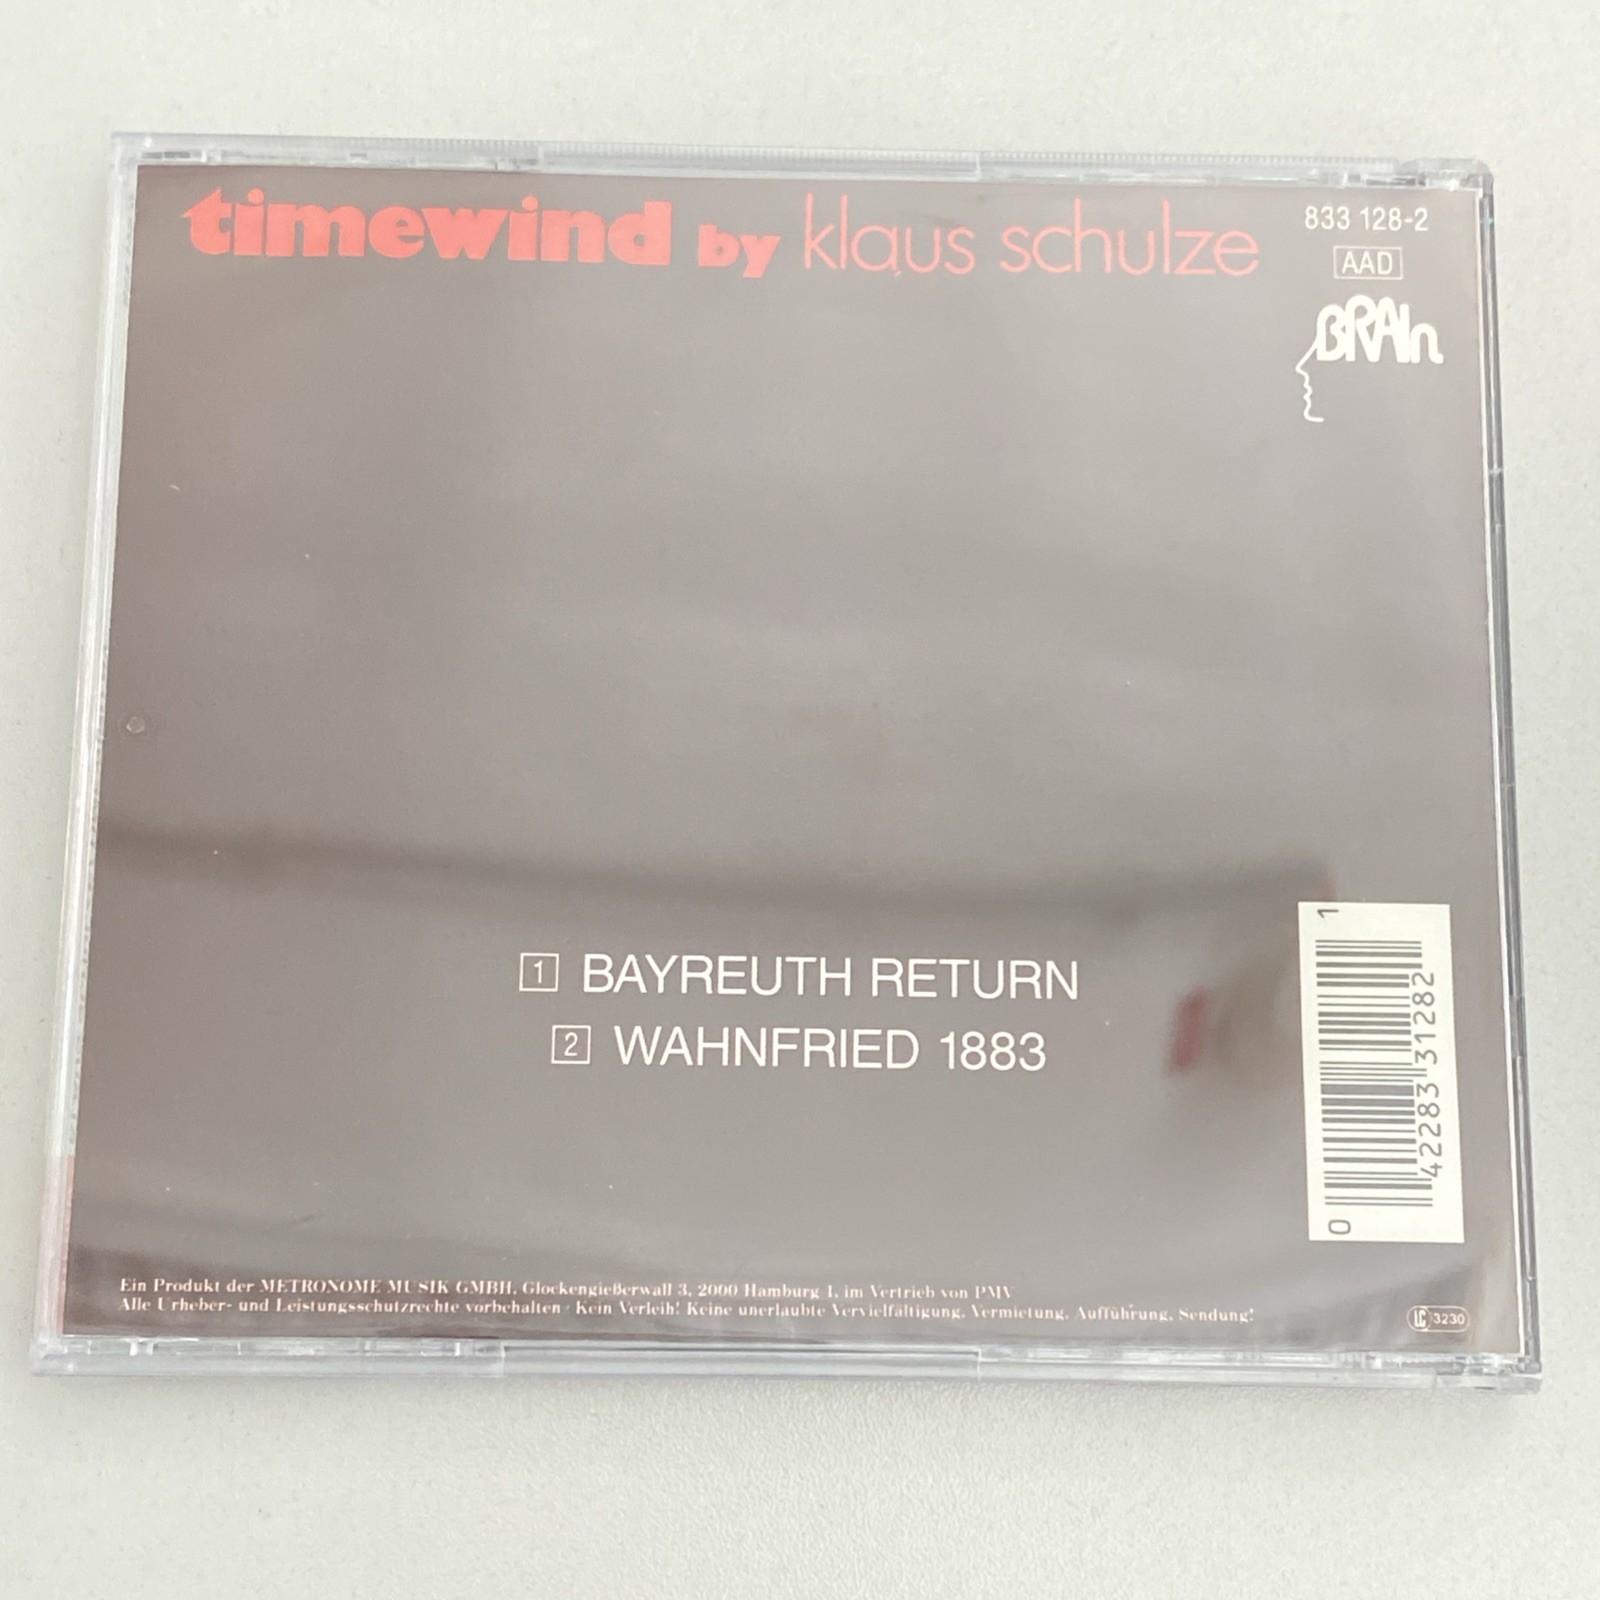 timewind by klaus schulze
833 128-2
AAD
BRAIn
1 BAYREUTH RETURN
2 WAHNFRIED 1883
1
42283 31282
0
Ein Produkt der METRONOME MUSIK GMBH, Glockengießerwall 3, 2000 Hamburg 1, im Vertrieb von PMV
Alle Urheber- und Leistungsschutzrechte vorbehalten · Kein Verleih! Keine unerlaubte Vervielfältigung, Vermietung, Aufführung, Sendung!
LC 3230